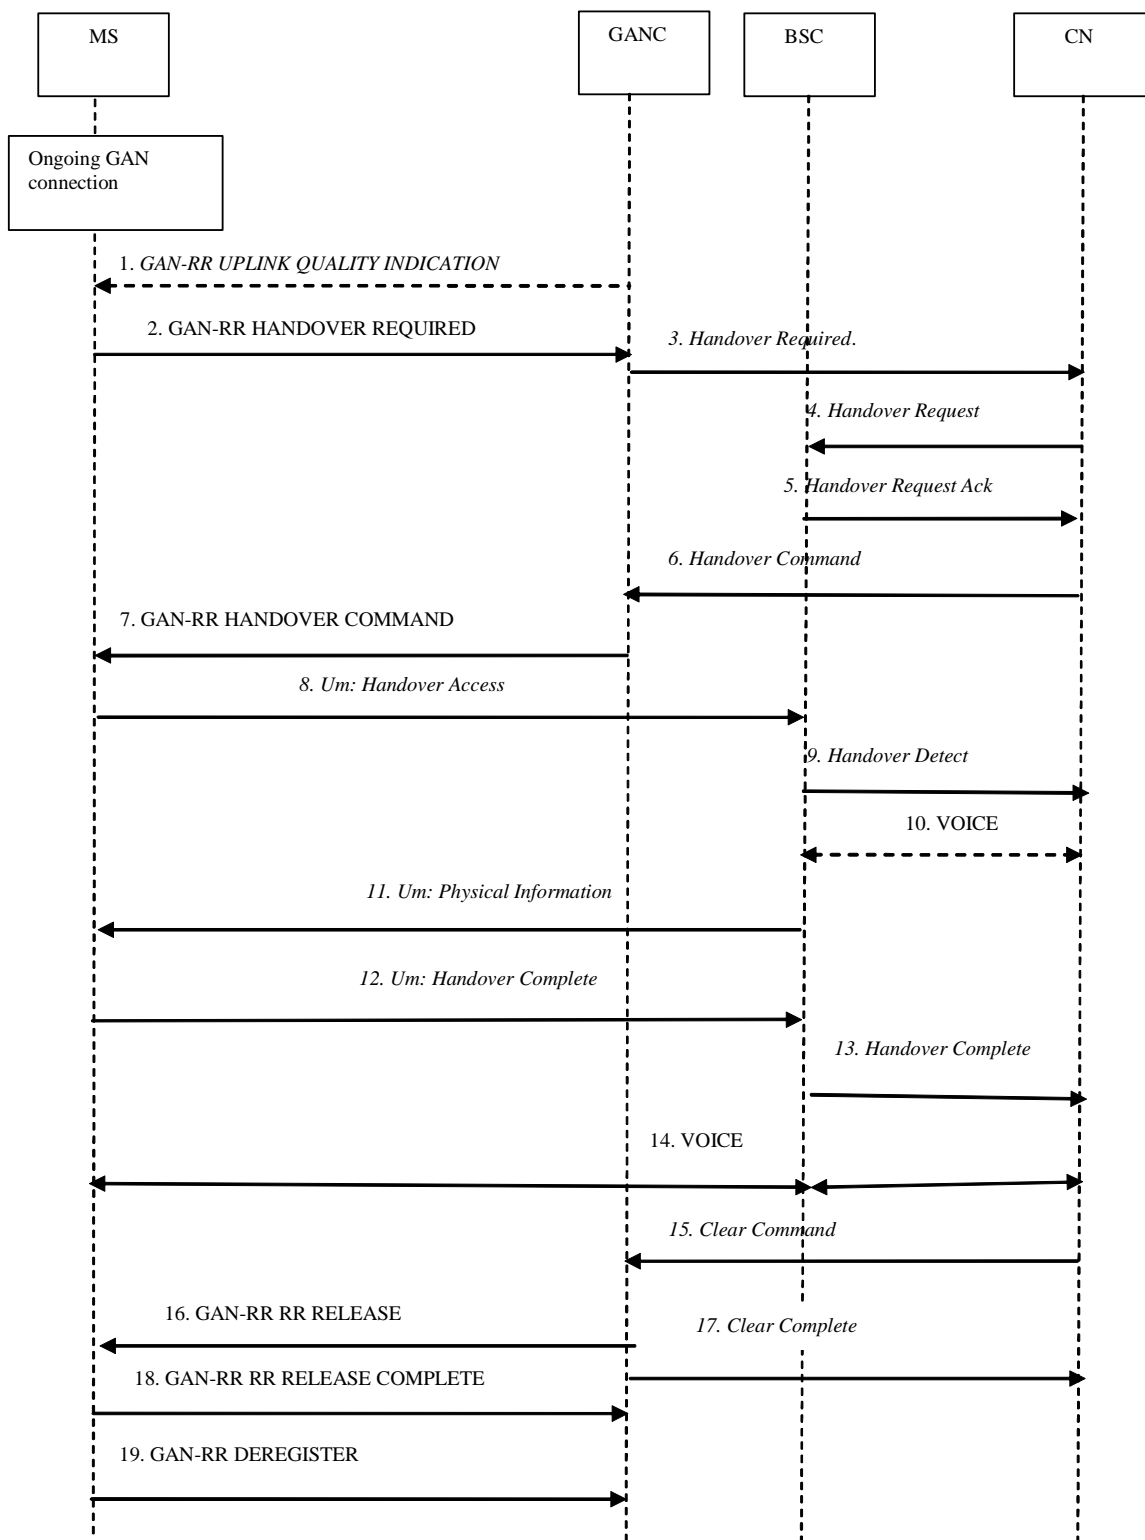 MS
GANC
BSC
CN
Ongoing GAN
connection
1. GAN-RR UPLINK QUALITY INDICATION
2. GAN-RR HANDOVER REQUIRED
3. Handover Required.
4. Handover Request
5. Handover Request Ack
6. Handover Command
7. GAN-RR HANDOVER COMMAND
8. Um: Handover Access
9. Handover Detect
10. VOICE
11. Um: Physical Information
12. Um: Handover Complete
13. Handover Complete
14. VOICE
15. Clear Command
16. GAN-RR RR RELEASE
17. Clear Complete
18. GAN-RR RR RELEASE COMPLETE
19. GAN-RR DEREGISTER